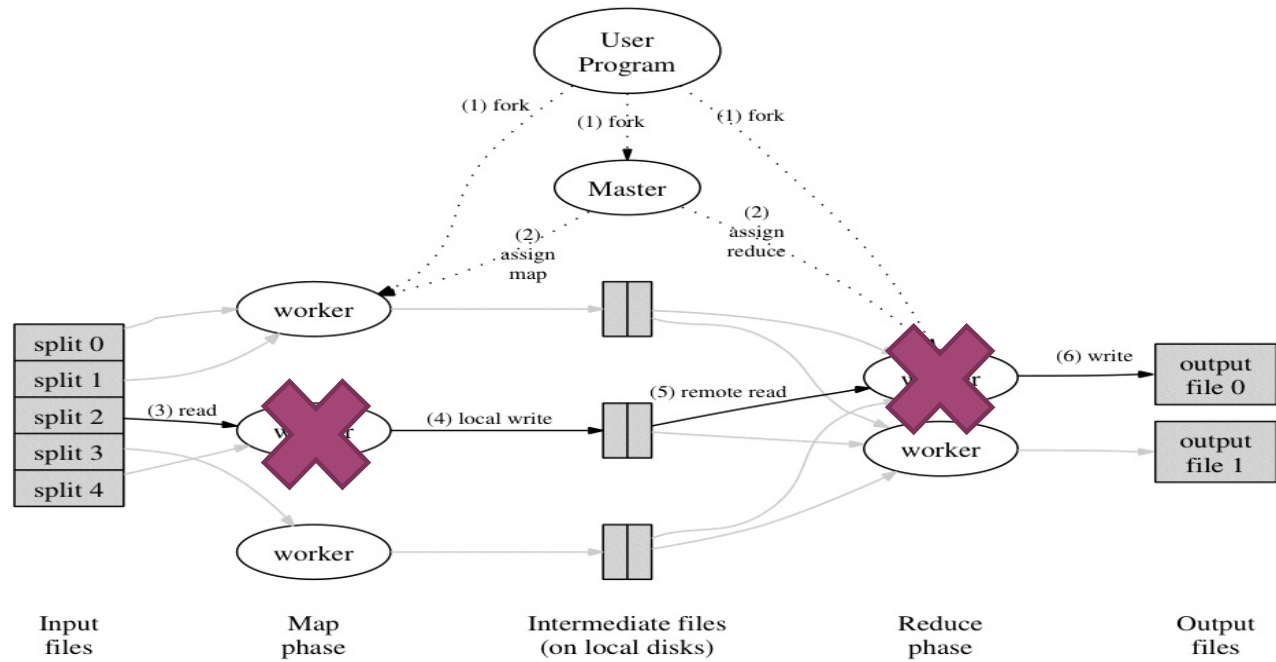 User
Program
(1) fork
(1) fork
(1) fork
Master
(2)
assign
map
(2)
assign
reduce
worker
split 0
split 1
split 2
split 3
split 4
(3) read
(4) local write
(5) remote read
(6) write
output
file 0
worker
output
file 1
worker
Input
files
Map
phase
Intermediate files
(on local disks)
Reduce
phase
Output
files